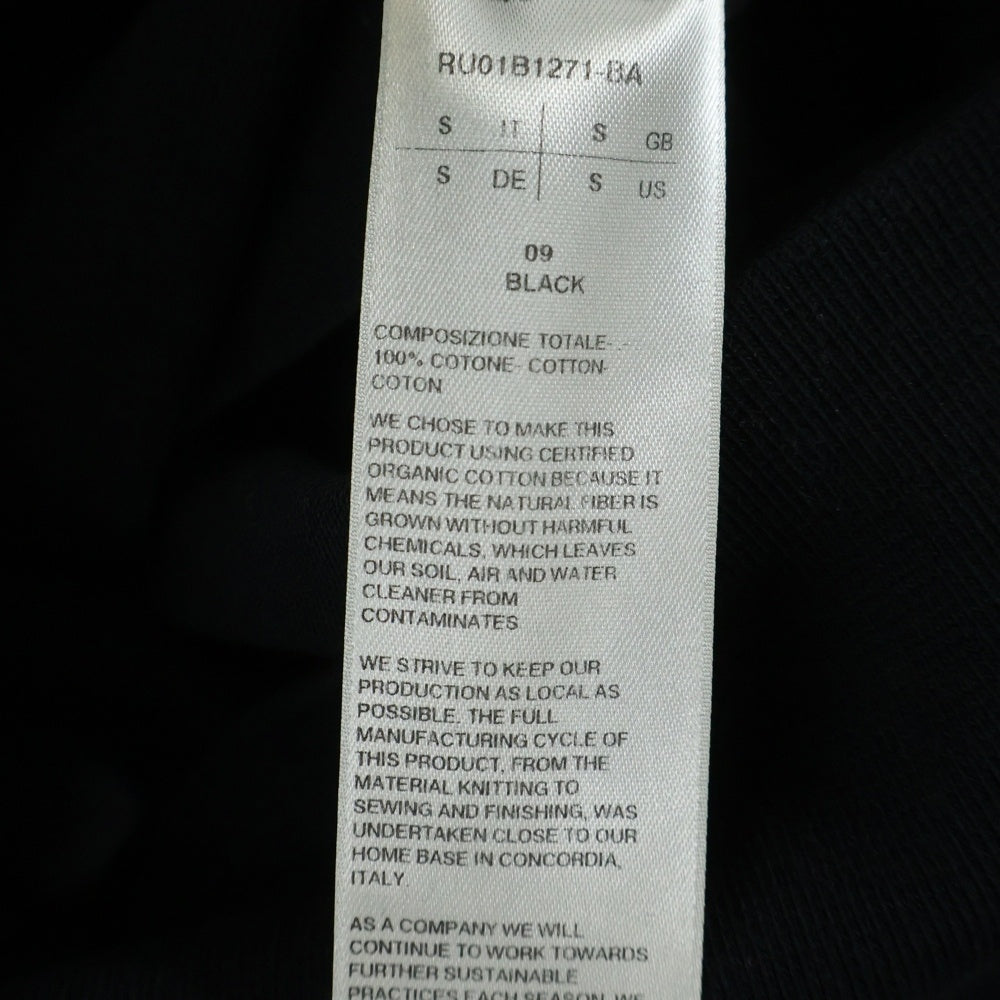 RU01B1271-BA
S IT S GB
S DE S US
09
BLACK
COMPOSIZIONE TOTALE- -
100% COTONE- COTTON-
COTON
WE CHOSE TO MAKE THIS
PRODUCT USING CERTIFIED
ORGANIC COTTON BECAUSE IT
MEANS THE NATURAL FIBER IS
GROWN WITHOUT HARMFUL
CHEMICALS, WHICH LEAVES
OUR SOIL, AIR AND WATER
CLEANER FROM
CONTAMINATES
WE STRIVE TO KEEP OUR
PRODUCTION AS LOCAL AS
POSSIBLE. THE FULL
MANUFACTURING CYCLE OF
THIS PRODUCT, FROM THE
MATERIAL KNITTING TO
SEWING AND FINISHING, WAS
UNDERTAKEN CLOSE TO OUR
HOME BASE IN CONCORDIA,
ITALY.
AS A COMPANY WE WILL
CONTINUE TO WORK TOWARDS
FURTHER SUSTAINABLE
PRACTICES EACH SEASON. WE